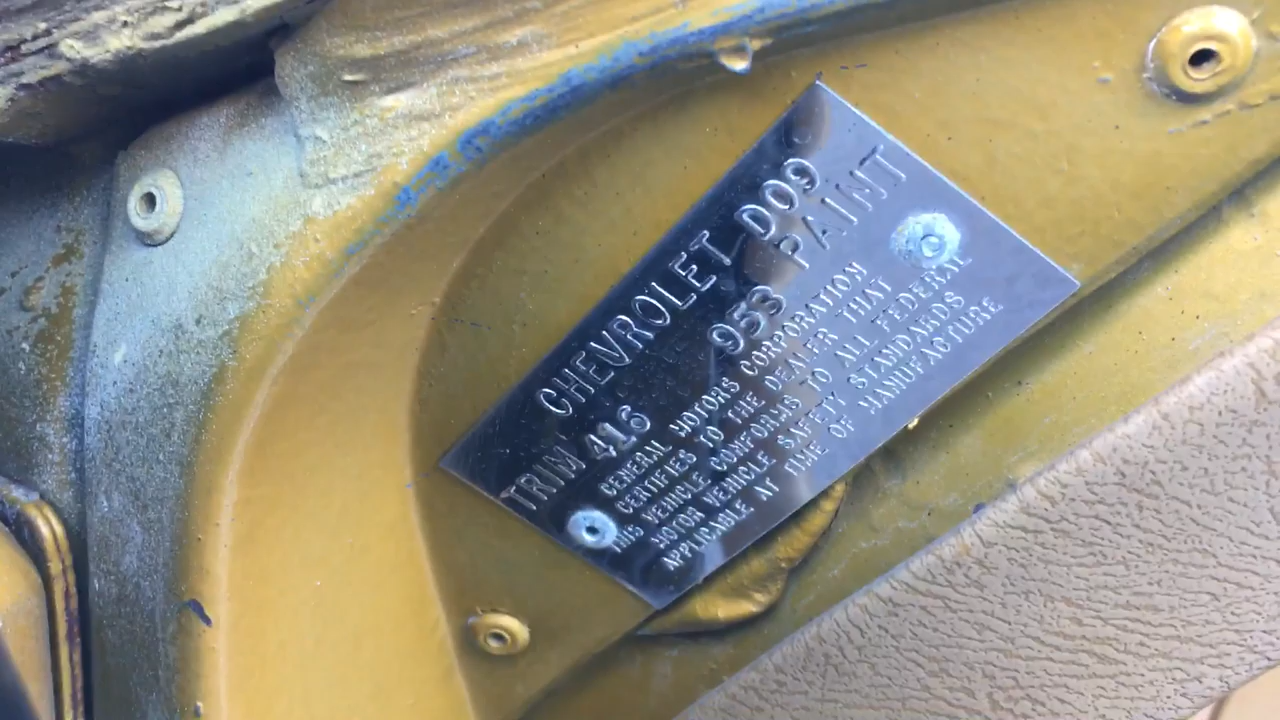 CHEVROLET D09
TRIM 416 953 PAINT
GENERAL MOTORS CORPORATION
CERTIFIES TO THE DEALER THAT
THIS VEHICLE CONFORMS TO ALL FEDERAL
MOTOR VEHICLE SAFETY STANDARDS
APPLICABLE AT TIME OF MANUFACTURE